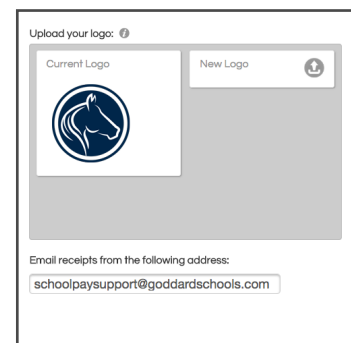 Upload your logo: i
Current Logo
New Logo
Email receipts from the following address:
schoolpaysupport@goddardschools.com